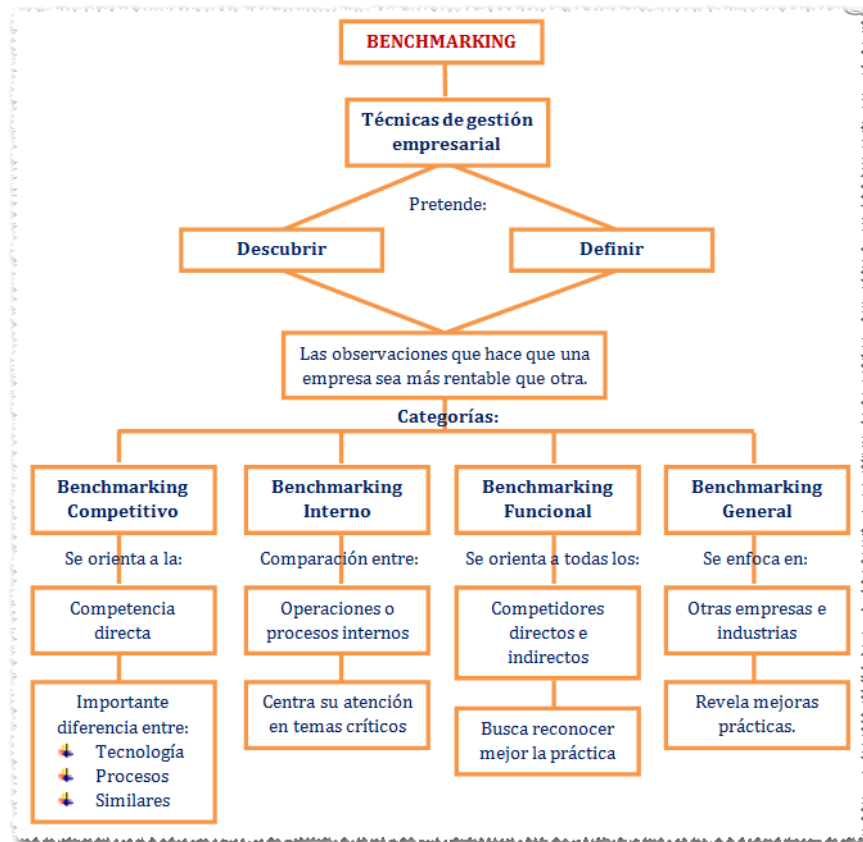 BENCHMARKING
Técnicas de gestión
empresarial
Pretende:
Descubrir
Definir
Las observaciones que hace que una
empresa sea más rentable que otra.
Categorías:
Benchmarking
Competitivo
Se orienta a la:
Competencia
directa
Importante
diferencia entre:
Tecnología
Procesos
Similares
Benchmarking
Interno
Comparación entre:
Operaciones o
procesos internos
Centra su atención
en temas críticos
Benchmarking
Funcional
Se orienta a todas los:
Competidores
directos e
indirectos
Busca reconocer
mejor la práctica
Benchmarking
General
Se enfoca en:
Otras empresas e
industrias
Revela mejoras
prácticas.